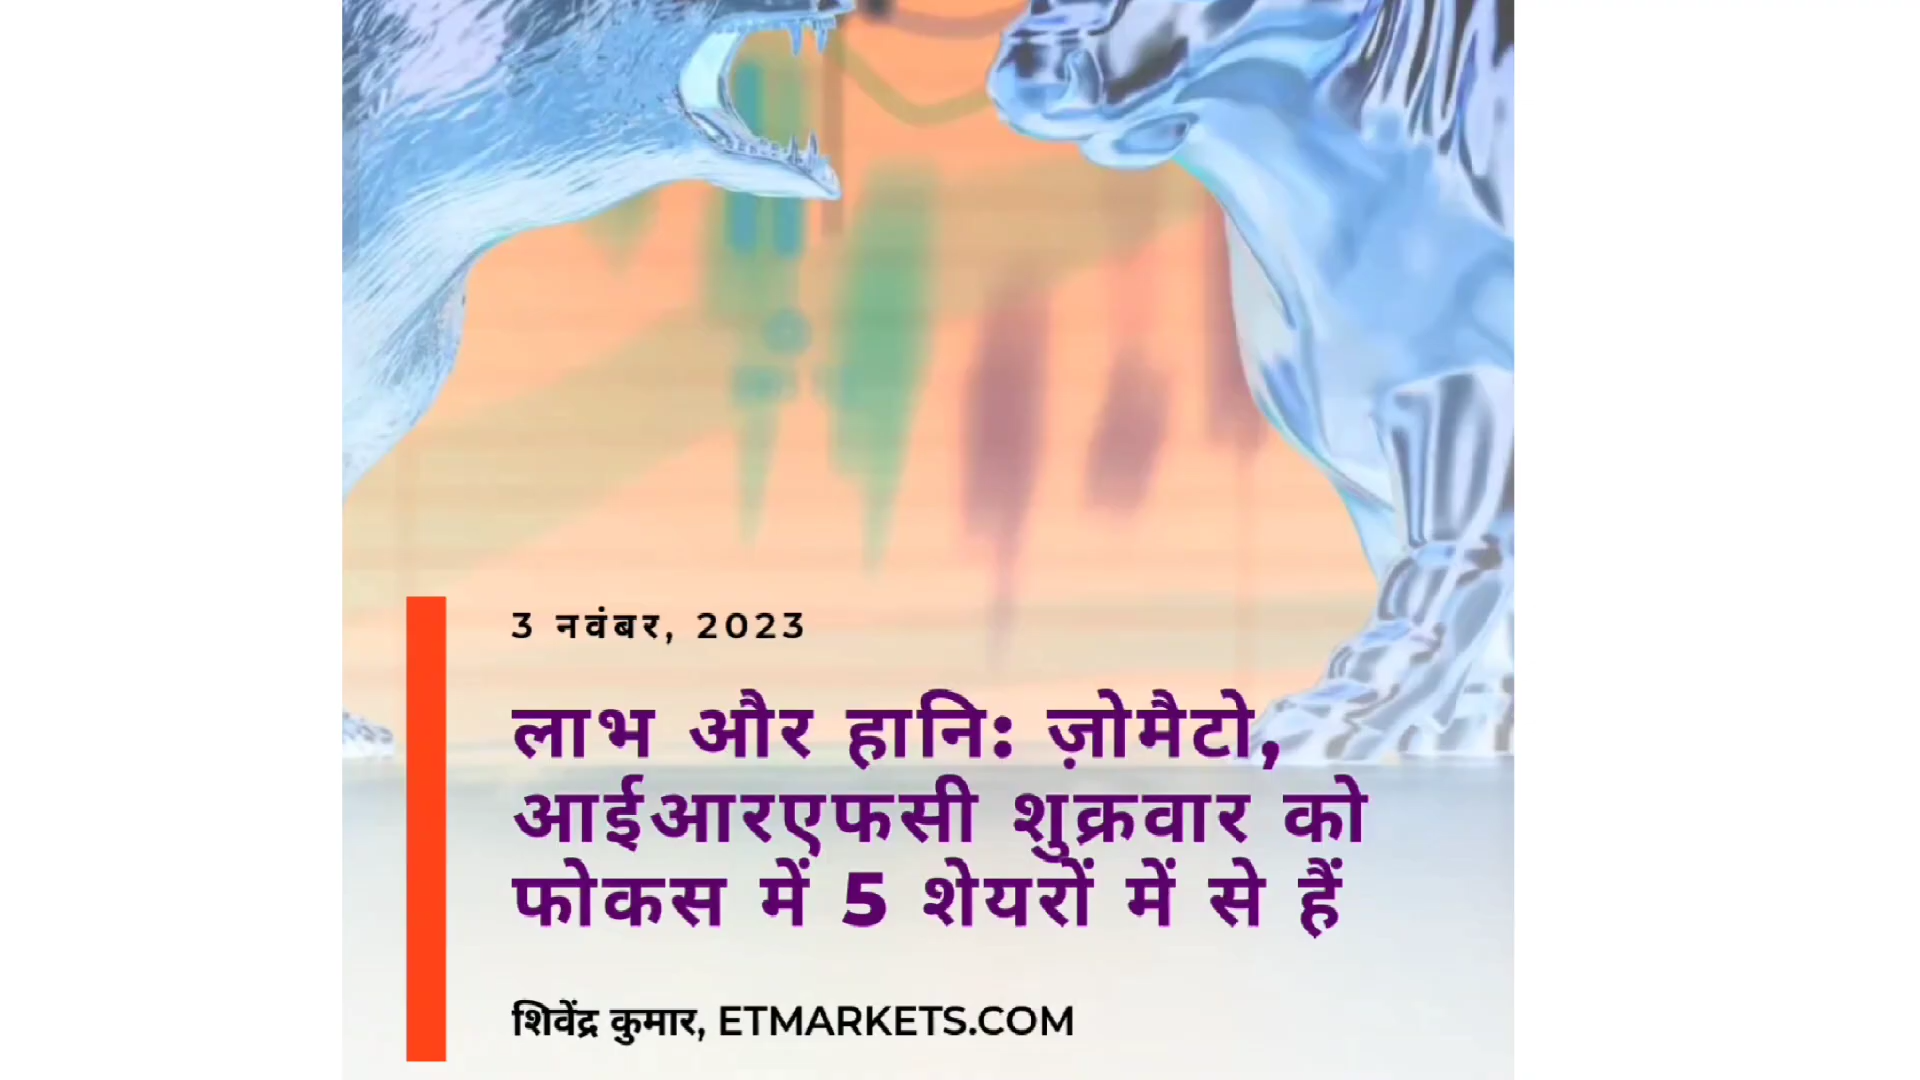 3 नवंबर, 2023
लाभ और हानि: ज़ोमैटो,
आईआरएफसी शुक्रवार को
फोकस में 5 शेयरों में से हैं
शिवेंद्र कुमार, ETMARKETS.COM